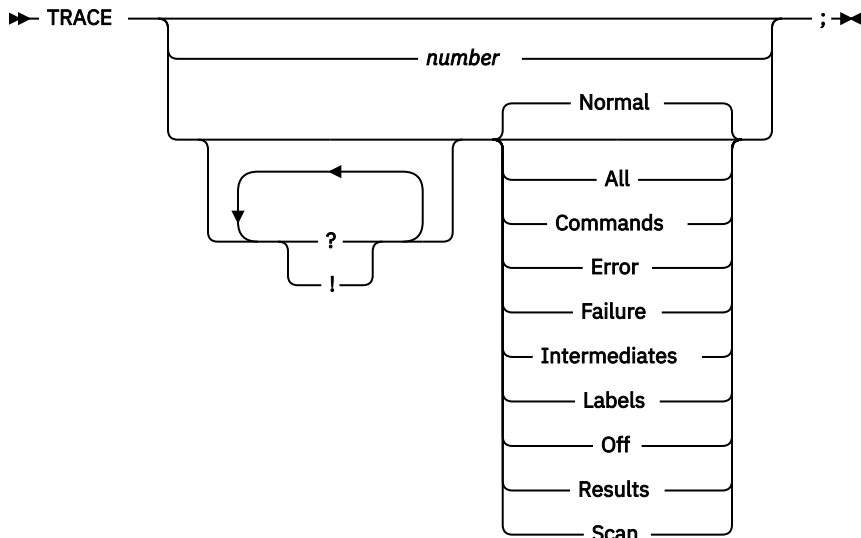 TRACE ;
number
Normal
All
Commands
?
Error
!
Failure
Intermediates
Labels
Off
Results
Scan